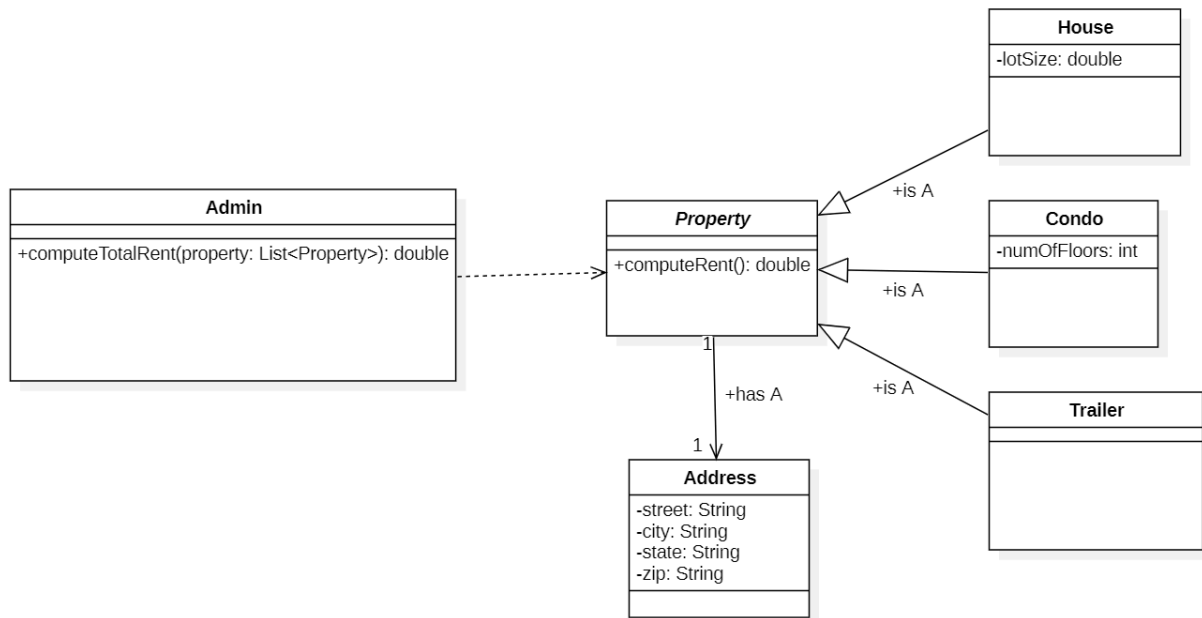 House
-lotSize: double
+is A
Admin
+computeTotalRent(property: List<Property>): double
Property
+computeRent(): double
Condo
-numOfFloors: int
+is A
1
+has A
1
+is A
Trailer
Address
-street: String
-city: String
-state: String
-zip: String